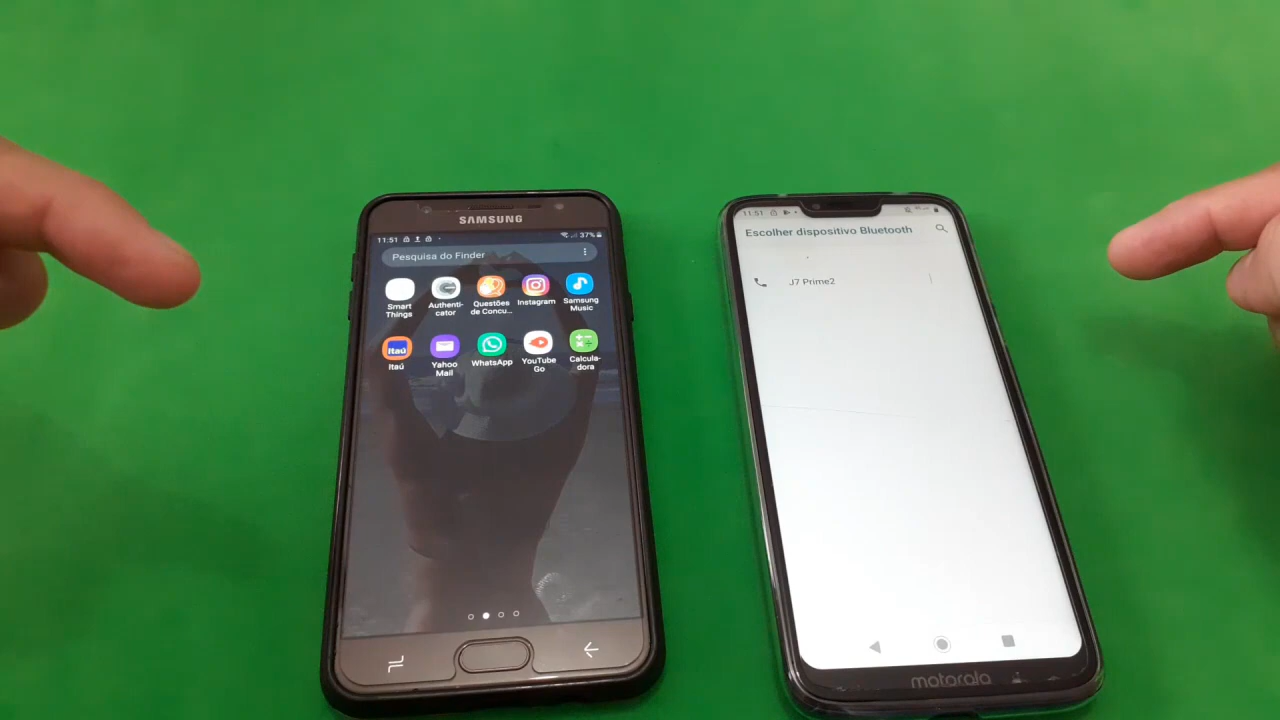 SAMSUNG
11:51
37%
Pesquisa do Finder
Smart
Things
Authenti-
cator
Questões
de Concu...
Instagram
Samsung
Music
Itaú
Itaú
Yahoo
Mail
WhatsApp
YouTube
Go
Calcula-
dora
11:51
Escolher dispositivo Bluetooth
J7 Prime2
motorola